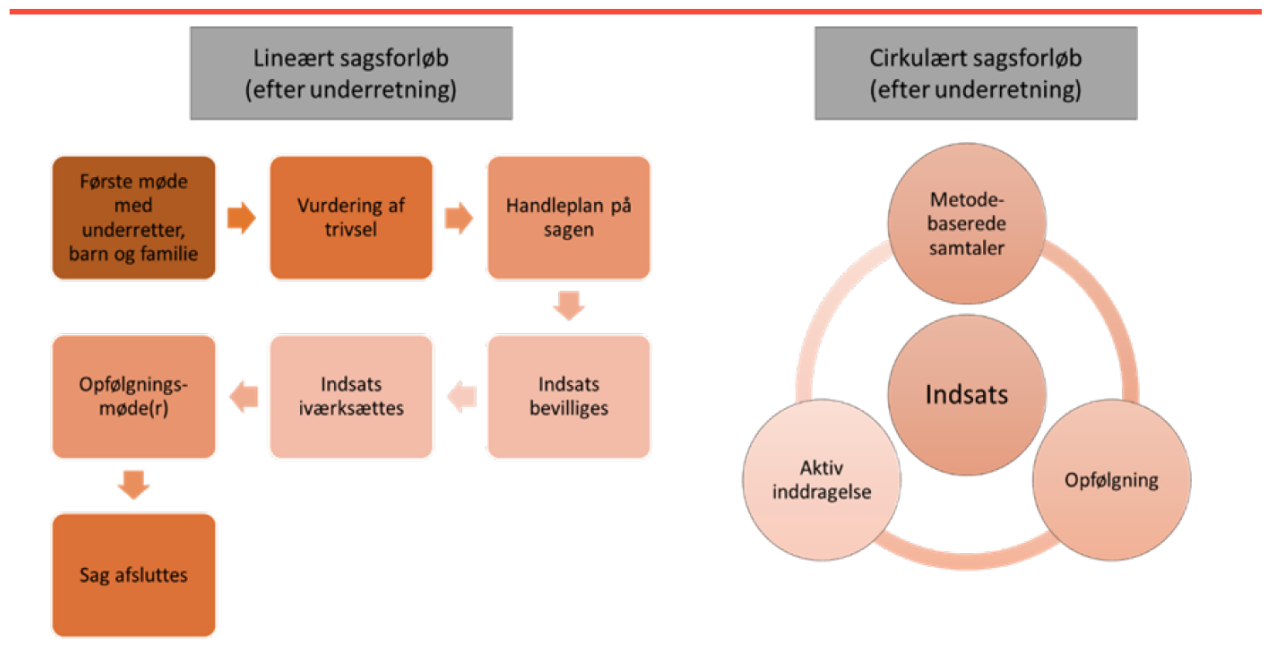 Lineært sagsforløb
(efter underretning)
Første møde
med
underretter,
barn og familie
Vurdering af
trivsel
Handleplan på
sagen
Indsats
bevilliges
Indsats
iværksættes
Opfølgnings-
møde(r)
Sag afsluttes
Cirkulært sagsforløb
(efter underretning)
Metode-
baserede
samtaler
Indsats
Opfølgning
Aktiv
inddragelse